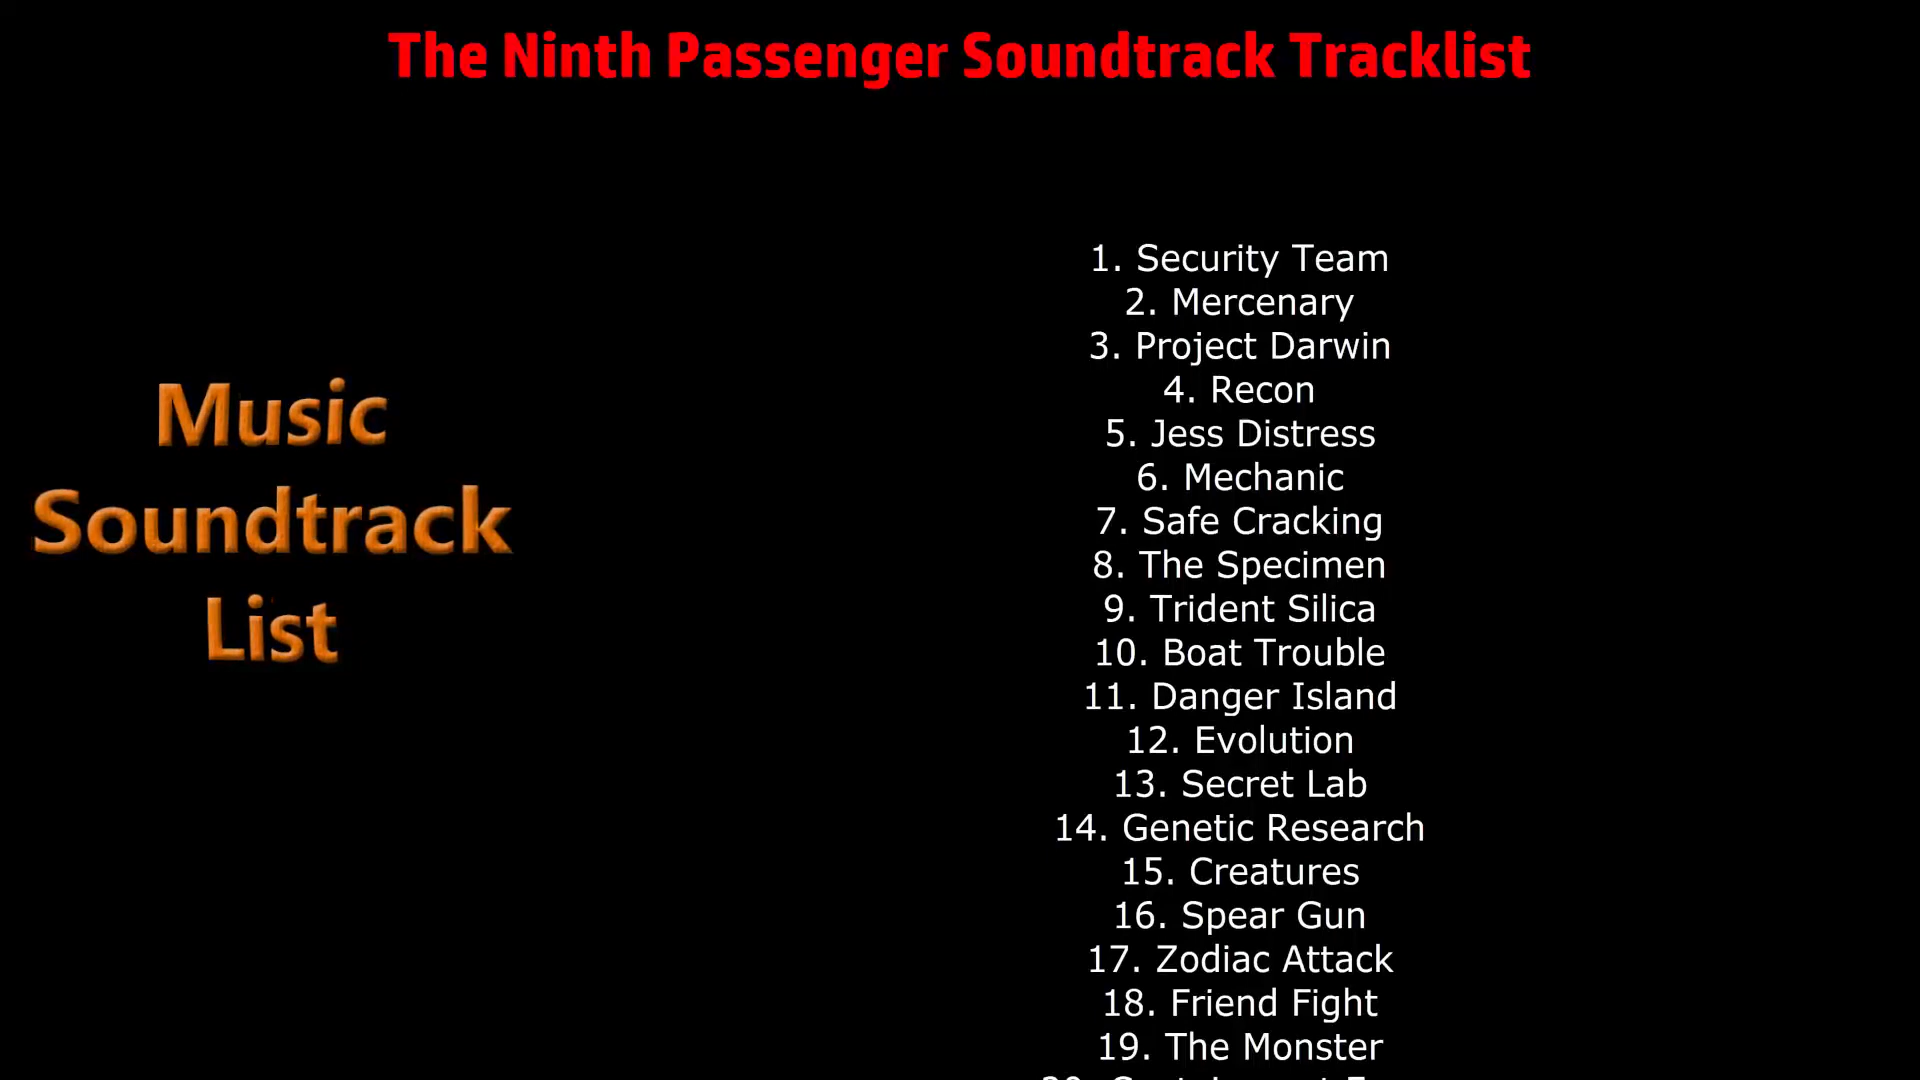 The Ninth Passenger Soundtrack Tracklist
Music
Soundtrack
List
1. Security Team
2. Mercenary
3. Project Darwin
4. Recon
5. Jess Distress
6. Mechanic
7. Safe Cracking
8. The Specimen
9. Trident Silica
10. Boat Trouble
11. Danger Island
12. Evolution
13. Secret Lab
14. Genetic Research
15. Creatures
16. Spear Gun
17. Zodiac Attack
18. Friend Fight
19. The Monster